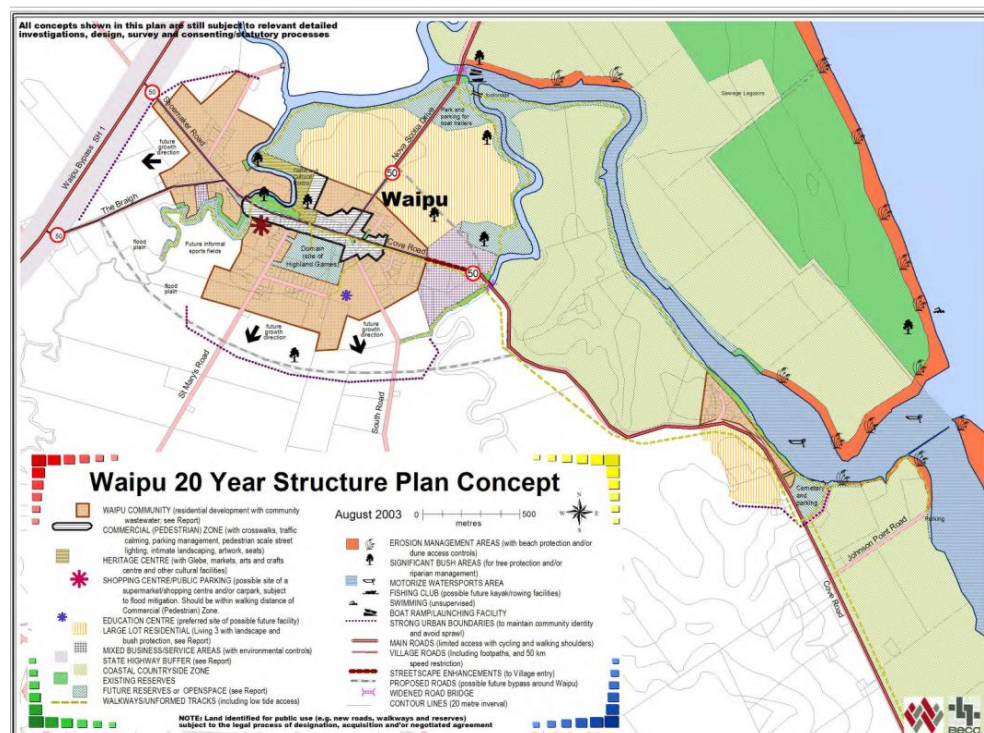 All concepts shown in this plan are still subject to relevant detailed
investigations, design, survey and consenting/statutory processes
50
Shoemaker Road
Waipu Bypass SH 1
future
growth
direction
The Braigh
50
flood
plain
Future informal
sports fields
flood
plain
Domain
(site of
Highland Games)
Cove Road
50
Waipu
Nova Scotia Drive
50
Park and
parking for
boat trailers
Sewage Lagoons
future
growth
direction
future
growth
direction
St Mary's Road
South Road
Cemetery
and
parking
Parking
Johnson Point Road
Cove Road
Waipu 20 Year Structure Plan Concept
August 2003
0 500
metres
N
S
WAIPU COMMUNITY (residential development with community
wastewater; see Report)
COMMERCIAL (PEDESTRIAN) ZONE (with crosswalks, traffic
calming, parking management, pedestrian scale street
lighting, intimate landscaping, artwork, seats)
HERITAGE CENTRE (with Glebe, markets, arts and crafts
centre and other cultural facilities)
SHOPPING CENTRE/PUBLIC PARKING (possible site of a
supermarket/shopping centre and/or carpark, subject
to flood mitigation. Should be within walking distance of
Commercial (Pedestrian) Zone.
EDUCATION CENTRE (preferred site of possible future facility)
LARGE LOT RESIDENTIAL (Living 3 with landscape and
bush protection, see Report)
MIXED BUSINESS/SERVICE AREAS (with environmental controls)
STATE HIGHWAY BUFFER (see Report)
COASTAL COUNTRYSIDE ZONE
EXISTING RESERVES
FUTURE RESERVES or OPENSPACE (see Report)
WALKWAYS/UNFORMED TRACKS (including low tide access)
EROSION MANAGEMENT AREAS (with beach protection and/or
dune access controls)
SIGNIFICANT BUSH AREAS (for free protection and/or
riparian management)
MOTORIZE WATERSPORTS AREA
FISHING CLUB (possible future kayak/rowing facilities)
SWIMMING (unsupervised)
BOAT RAMP/LAUNCHING FACILITY
STRONG URBAN BOUNDARIES (to maintain community identity
and avoid sprawl)
MAIN ROADS (limited access with cycling and walking shoulders)
VILLAGE ROADS (Including footpaths, and 50 km
speed restriction)
STREETSCAPE ENHANCEMENTS (to Village entry)
PROPOSED ROADS (possible future bypass around Waipu)
WIDENED ROAD BRIDGE
CONTOUR LINES (20 metre inverval)
NOTE: Land identified for public use (e.g. new roads, walkways and reserves)
subject to the legal process of designation, acquisition and/or negotiated agreement
BECA